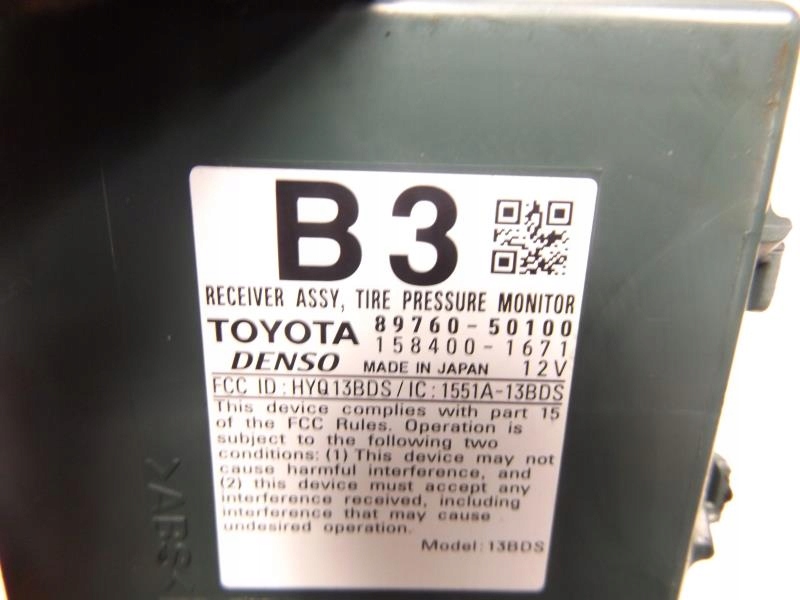 B3
RECEIVER ASSY, TIRE PRESSURE MONITOR
TOYOTA 89760-50100
158400-1671
DENSO MADE IN JAPAN 12V
FCC ID : HYQ13BDS / IC : 1551A-13BDS
This device complies with part 15
of the FCC Rules. Operation is
subject to the following two
conditions: (1) This device may not
cause harmful interference, and
(2) this device must accept any
interference received, including
interference that may cause
undesired operation.
Model: 13BDS
>ABS<